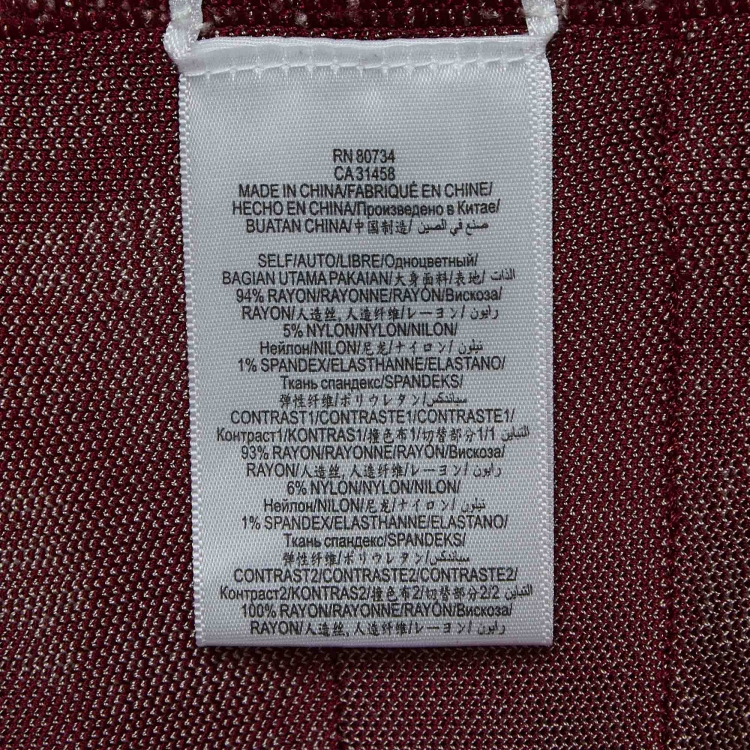 RN 80734
CA 31458
MADE IN CHINA/FABRIQUÉ EN CHINE/
HECHO EN CHINA/Произведено в Китае/
BUATAN CHINA/中国制造/ صنع في الصين
SELF/AUTO/LIBRE/Одноцветный/
BAGIAN UTAMA PAKAIAN/大身面料/表地/ الذات
94% RAYON/RAYONNE/RAYÓN/Вискоза/
RAYON/人造丝, 人造纤维/レーヨン/ رايون
5% NYLON/NYLON/NILON/
Нейлон/NILON/尼龙/ナイロン/ نيلون
1% SPANDEX/ELASTHANNE/ELASTANO/
Ткань спандекс/SPANDEKS/
弹性纤维/ポリウレタン/ سباندكس
CONTRAST1/CONTRASTE1/CONTRASTE1/
Контраст1/KONTRAS1/撞色布1/切替部分1/ التباين 1
93% RAYON/RAYONNE/RAYÓN/Вискоза/
RAYON/人造丝, 人造纤维/レーヨン/ رايون
6% NYLON/NYLON/NILON/
Нейлон/NILON/尼龙/ナイロン/ نيلون
1% SPANDEX/ELASTHANNE/ELASTANO/
Ткань спандекс/SPANDEKS/
弹性纤维/ポリウレタン/ سباندكس
CONTRAST2/CONTRASTE2/CONTRASTE2/
Контраст2/KONTRAS2/撞色布2/切替部分2/ التباين 2
100% RAYON/RAYONNE/RAYÓN/Вискоза/
RAYON/人造丝, 人造纤维/レーヨン/ رايون